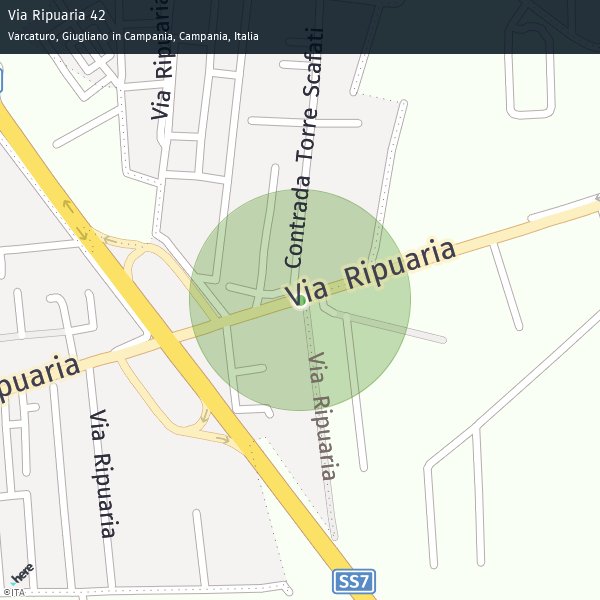 Via Ripuaria 42
Varcaturo, Giugliano in Campania, Campania, Italia
Via Ripuaria
Contrada Torre Scafati
Via Ripuaria
puaria
Via Ripuaria
Via Ripuaria
SS7
here
©ITA